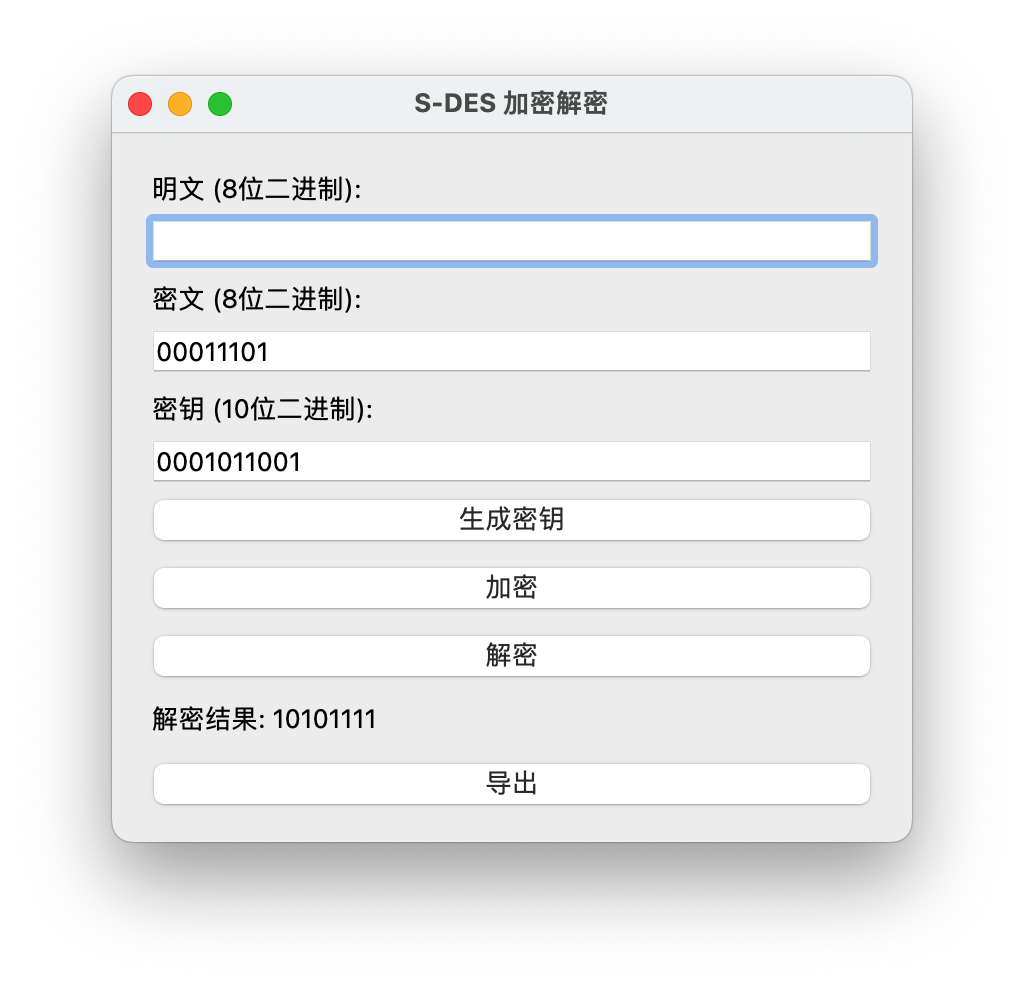 S-DES 加密解密
明文 (8位二进制):
密文 (8位二进制):
00011101
密钥 (10位二进制):
0001011001
生成密钥
加密
解密
解密结果: 10101111
导出